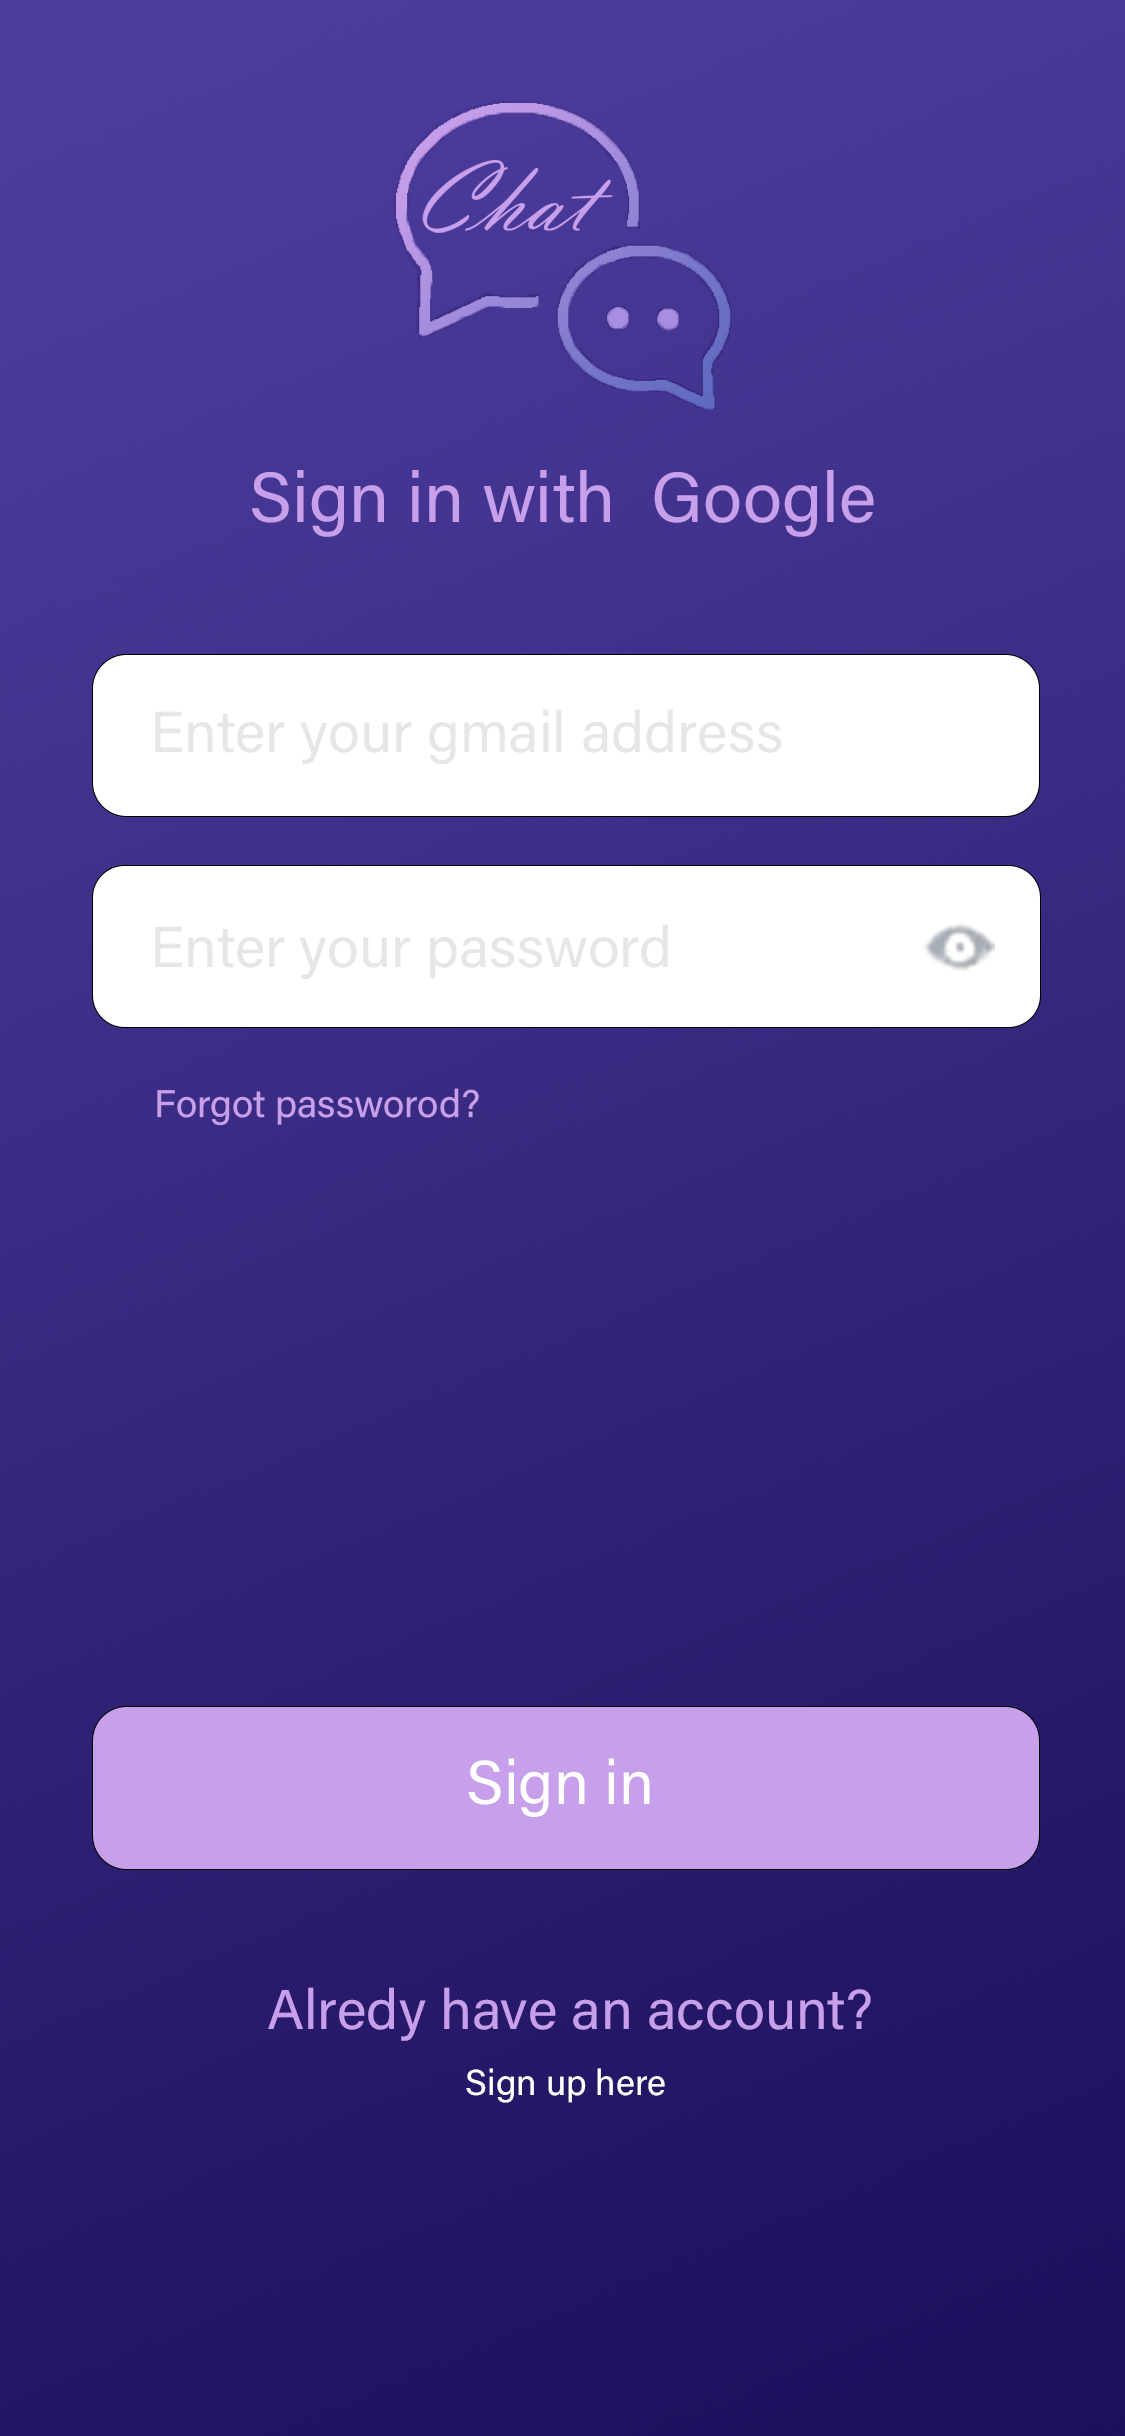 Chat
Sign in with  Google
Enter your gmail address
Enter your password
Forgot passworod?
Sign in
Alredy have an account?
Sign up here